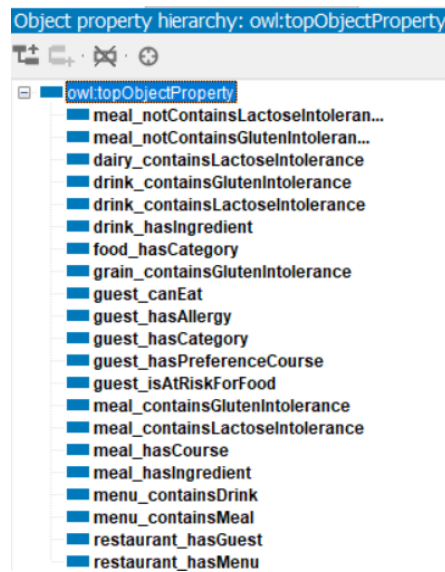 Object property hierarchy: owl:topObjectProperty
owl:topObjectProperty
meal_notContainsLactoseIntoleran...
meal_notContainsGlutenIntoleran...
dairy_containsLactoseIntolerance
drink_containsGlutenIntolerance
drink_containsLactoseIntolerance
drink_hasIngredient
food_hasCategory
grain_containsGlutenIntolerance
guest_canEat
guest_hasAllergy
guest_hasCategory
guest_hasPreferenceCourse
guest_isAtRiskForFood
meal_containsGlutenIntolerance
meal_containsLactoseIntolerance
meal_hasCourse
meal_hasIngredient
menu_containsDrink
menu_containsMeal
restaurant_hasGuest
restaurant_hasMenu